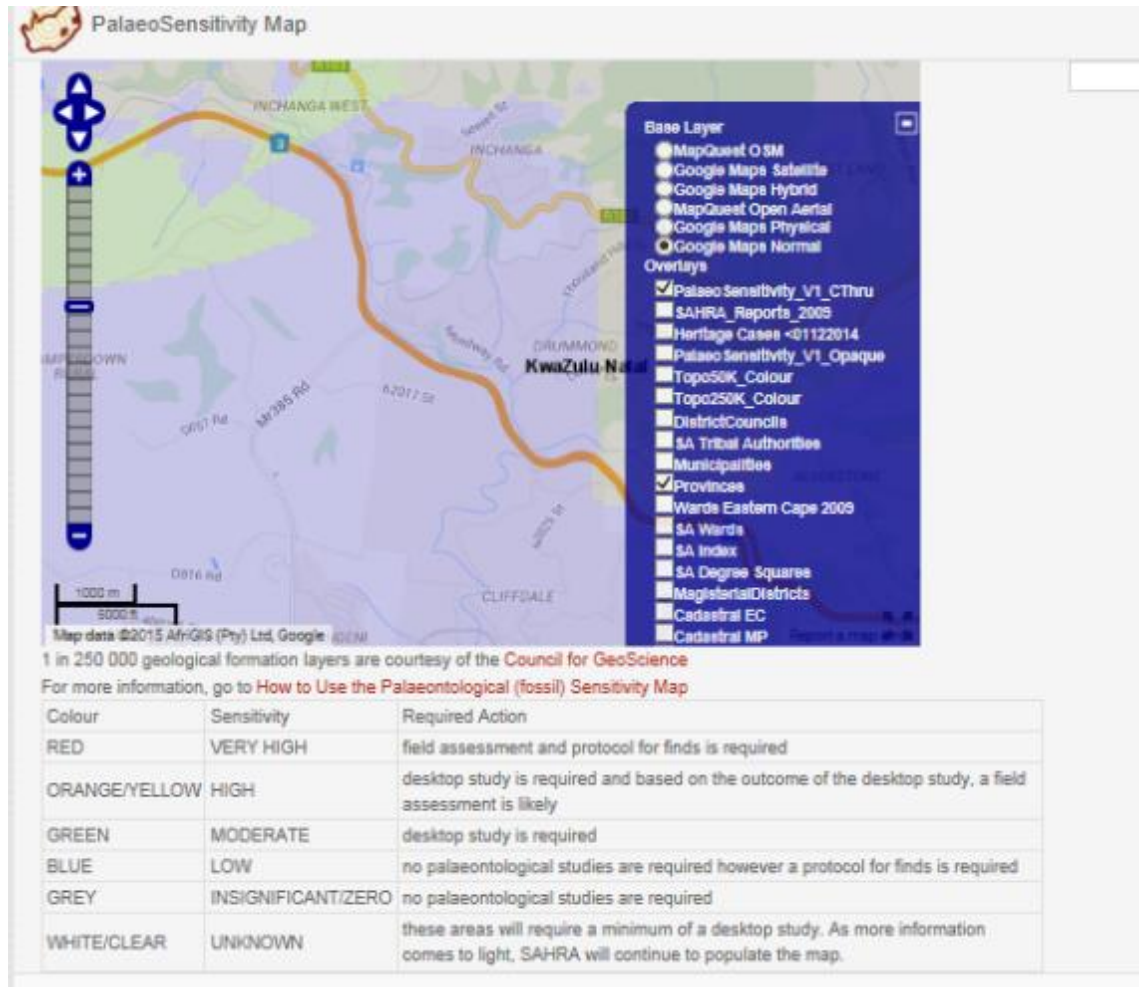 PalaeoSensitivity Map
INCHANGA WEST
INCHANGA
DRUMMOND
KwaZulu-Natal
Mr385 Rd
62017 St
CLIFFDALE
D816 Rd
1000 m
5000 ft
Map data ©2015 AfriGIS (Pty) Ltd, Google
Base Layer
MapQuest OSM
Google Maps Satellite
Google Maps Hybrid
MapQuest Open Aerial
Google Maps Physical
Google Maps Normal
Overlays
PalaeoSensitivity_V1_CThru
SAHRA_Reports_2009
Heritage Cases <01122014
PalaeoSensitivity_V1_Opaque
Topo50K_Colour
Topo250K_Colour
DistrictCouncils
SA Tribal Authorities
Municipalities
Provinces
Wards Eastern Cape 2009
SA Wards
SA Index
SA Degree Squares
MagisterialDistricts
Cadastral EC
Cadastral MP
Report a map
1 in 250 000 geological formation layers are courtesy of the Council for GeoScience
For more information, go to How to Use the Palaeontological (fossil) Sensitivity Map
Colour Sensitivity Required Action
RED VERY HIGH field assessment and protocol for finds is required
ORANGE/YELLOW HIGH desktop study is required and based on the outcome of the desktop study, a field
assessment is likely
GREEN MODERATE desktop study is required
BLUE LOW no palaeontological studies are required however a protocol for finds is required
GREY INSIGNIFICANT/ZERO no palaeontological studies are required
WHITE/CLEAR UNKNOWN these areas will require a minimum of a desktop study. As more information
comes to light, SAHRA will continue to populate the map.